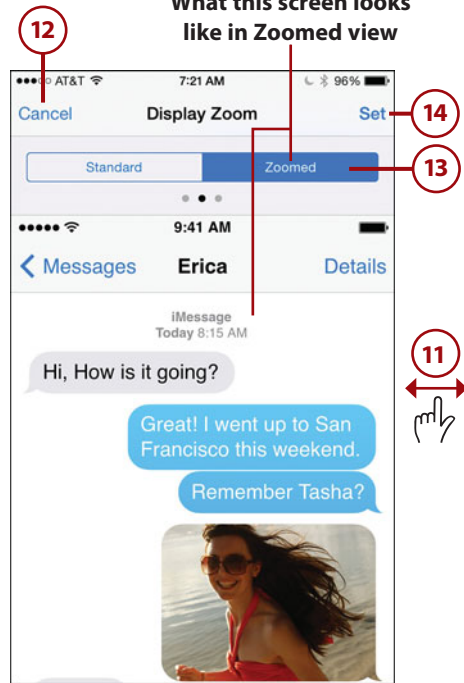 What this screen looks
like in Zoomed view
12
AT&T 7:21 AM 96%
Cancel Display Zoom Set
14
Standard Zoomed
13
9:41 AM
Messages Erica Details
iMessage
Today 8:15 AM
11
Hi, How is it going?
Great! I went up to San
Francisco this weekend.
Remember Tasha?